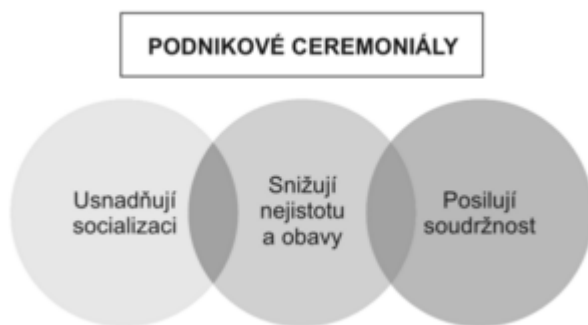 PODNIKOVÉ CEREMONIÁLY
Usnadňují
socializaci
Snižují
nejistotu
a obavy
Posilují
soudržnost